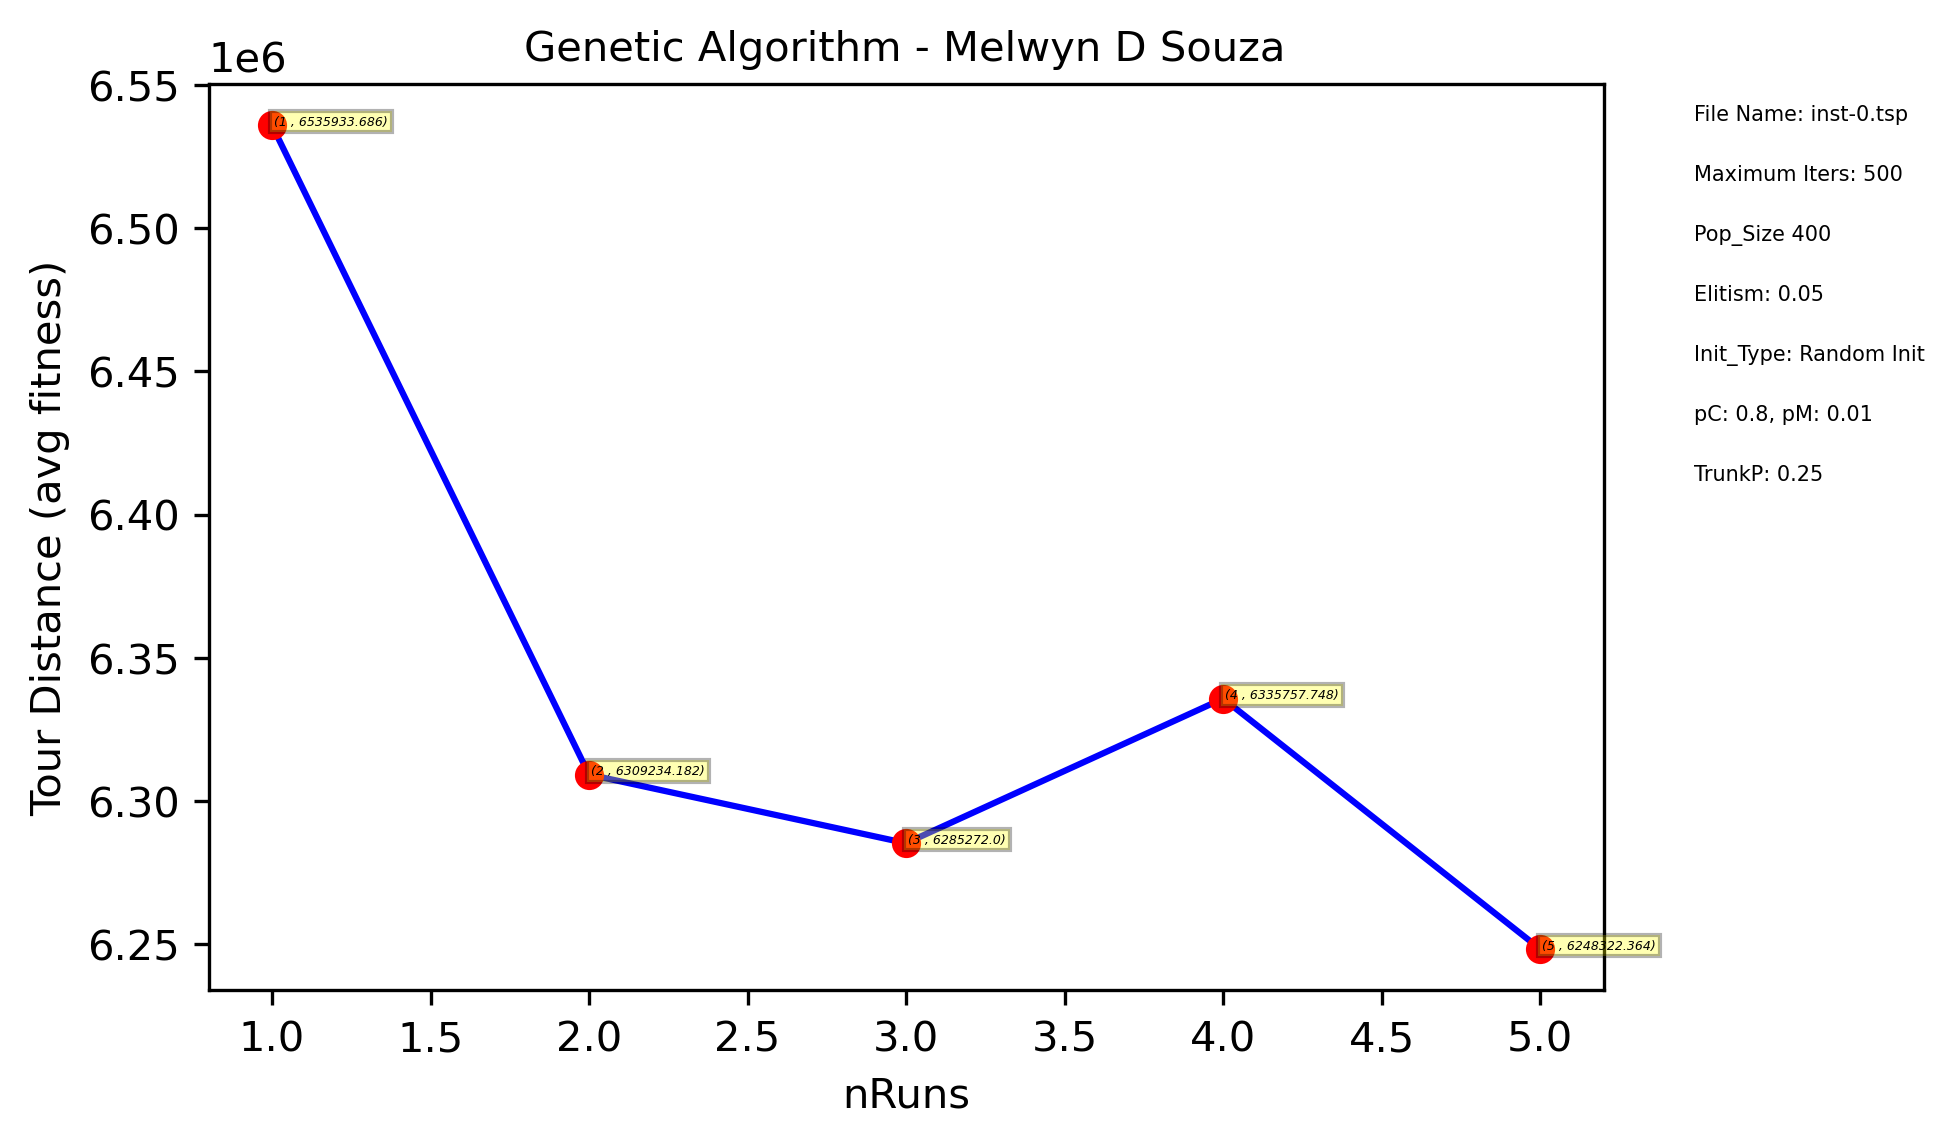 Genetic Algorithm - Melwyn D Souza
1e6
6.55
6.50
6.45
6.40
6.35
6.30
6.25
Tour Distance (avg fitness)
(1 , 6535933.686)
(2 , 6309234.182)
(3 , 6285272.0)
(4 , 6335757.748)
(5 , 6248322.364)
1.0 1.5 2.0 2.5 3.0 3.5 4.0 4.5 5.0
nRuns
File Name: inst-0.tsp
Maximum Iters: 500
Pop_Size 400
Elitism: 0.05
Init_Type: Random Init
pC: 0.8, pM: 0.01
TrunkP: 0.25